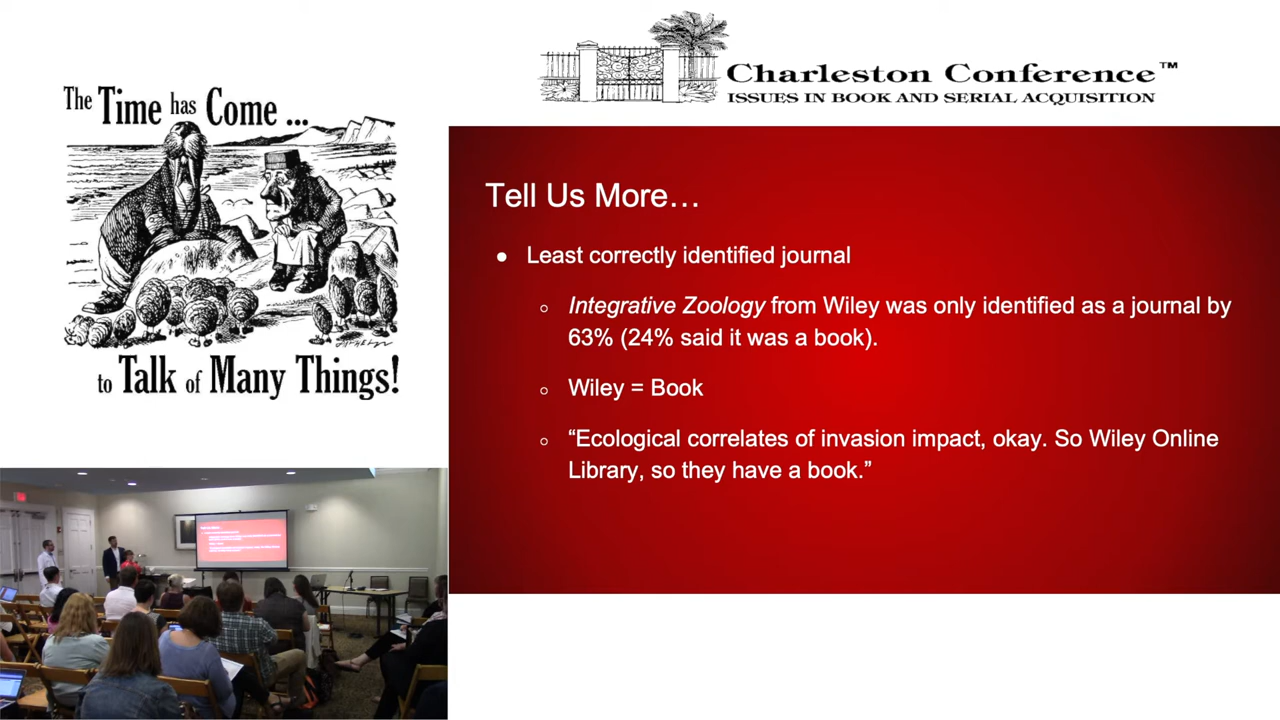 The Time has Come ...
to Talk of Many Things!
Charleston Conference™
ISSUES IN BOOK AND SERIAL ACQUISITION
Tell Us More…
● Least correctly identified journal
○ Integrative Zoology from Wiley was only identified as a journal by
63% (24% said it was a book).
○ Wiley = Book
○ “Ecological correlates of invasion impact, okay. So Wiley Online
Library, so they have a book.”